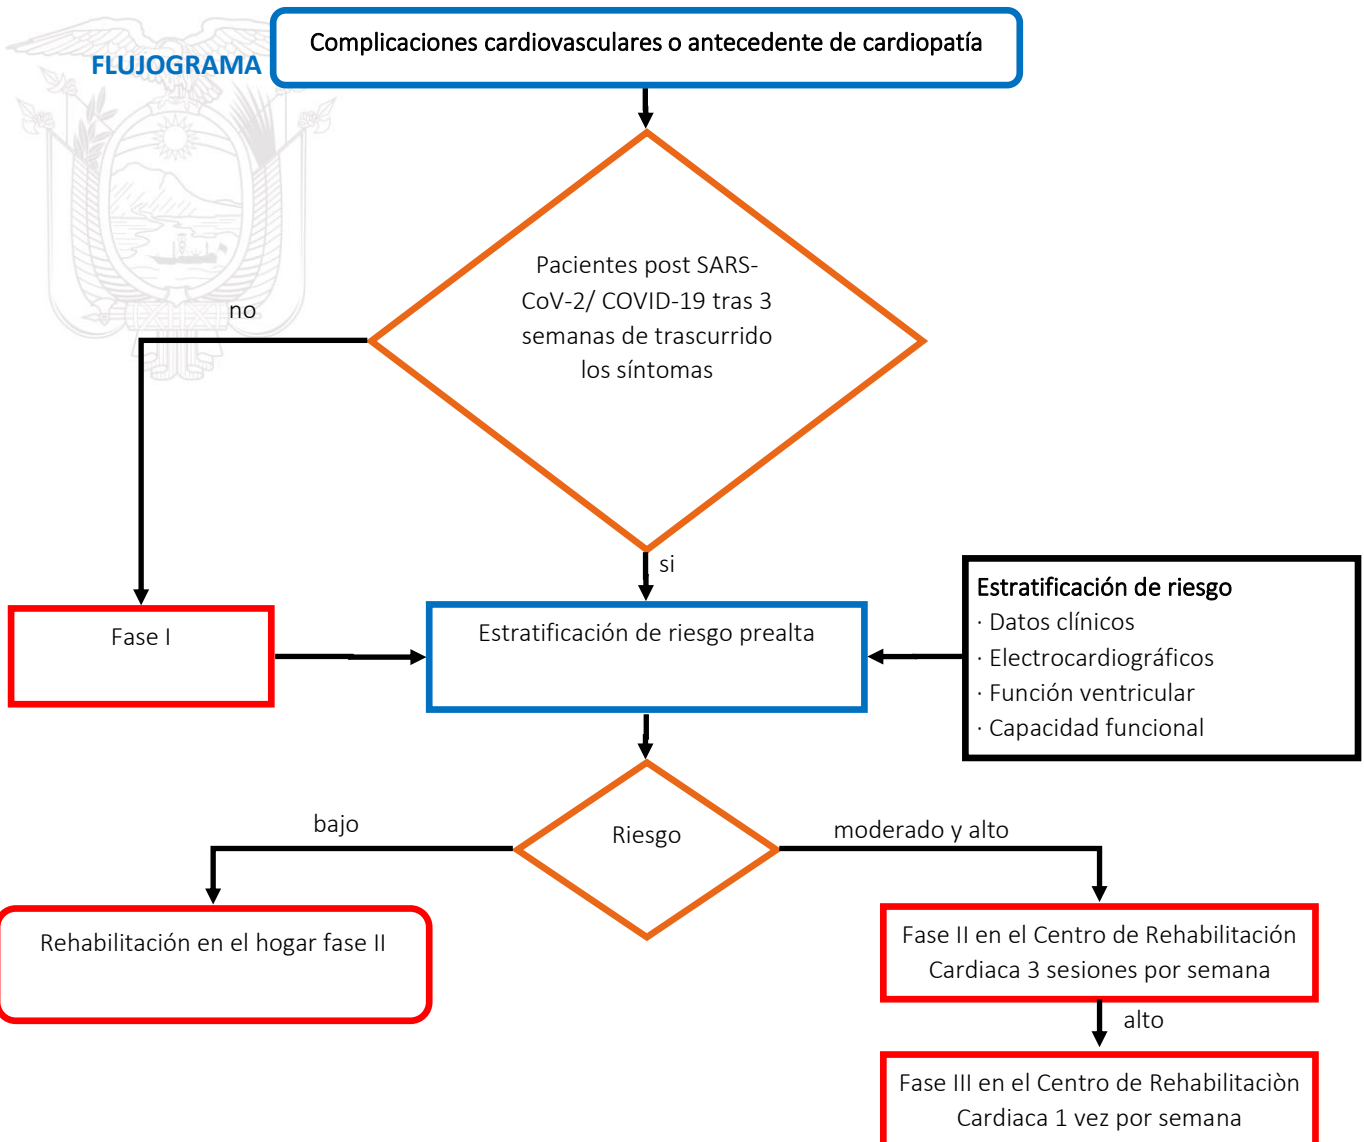 FLUJOGRAMA
Complicaciones cardiovasculares o antecedente de cardiopatía
Pacientes post SARS-
CoV-2/ COVID-19 tras 3
semanas de trascurrido
los síntomas
no
si
Fase I
Estratificación de riesgo prealta
Estratificación de riesgo
· Datos clínicos
· Electrocardiográficos
· Función ventricular
· Capacidad funcional
bajo
Riesgo
moderado y alto
Rehabilitación en el hogar fase II
Fase II en el Centro de Rehabilitación
Cardiaca 3 sesiones por semana
alto
Fase III en el Centro de Rehabilitaciòn
Cardiaca 1 vez por semana